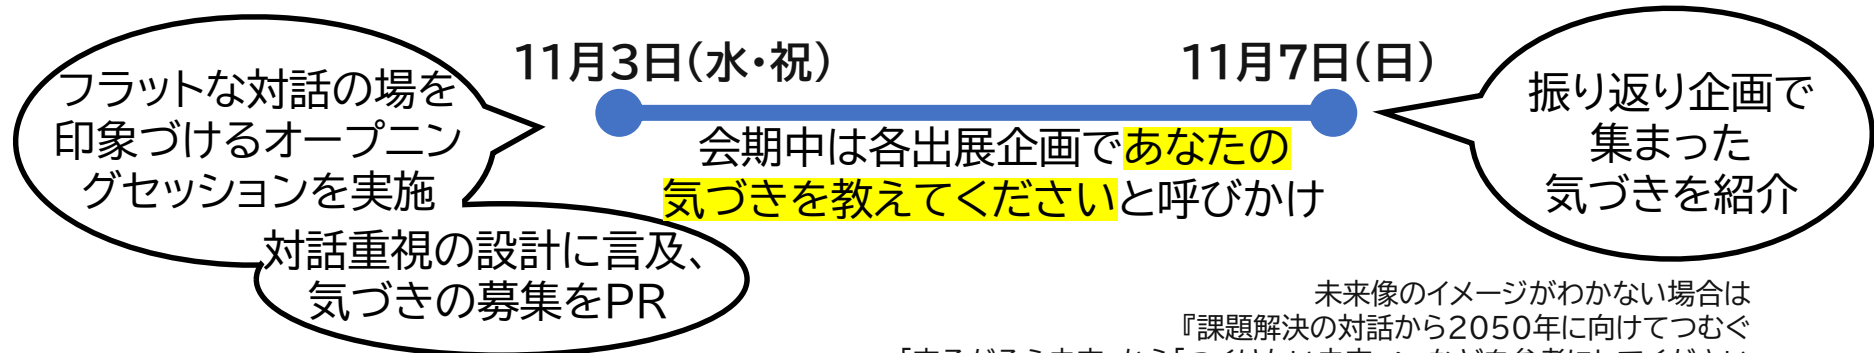 11月3日(水・祝)
11月7日(日)
フラットな対話の場を
印象づけるオープニン
グセッションを実施
対話重視の設計に言及、
気づきの募集をPR
会期中は各出展企画であなたの
気づきを教えてくださいと呼びかけ
振り返り企画で
集まった
気づきを紹介
未来像のイメージがわかない場合は
『課題解決の対話から2050年に向けてつむぐ